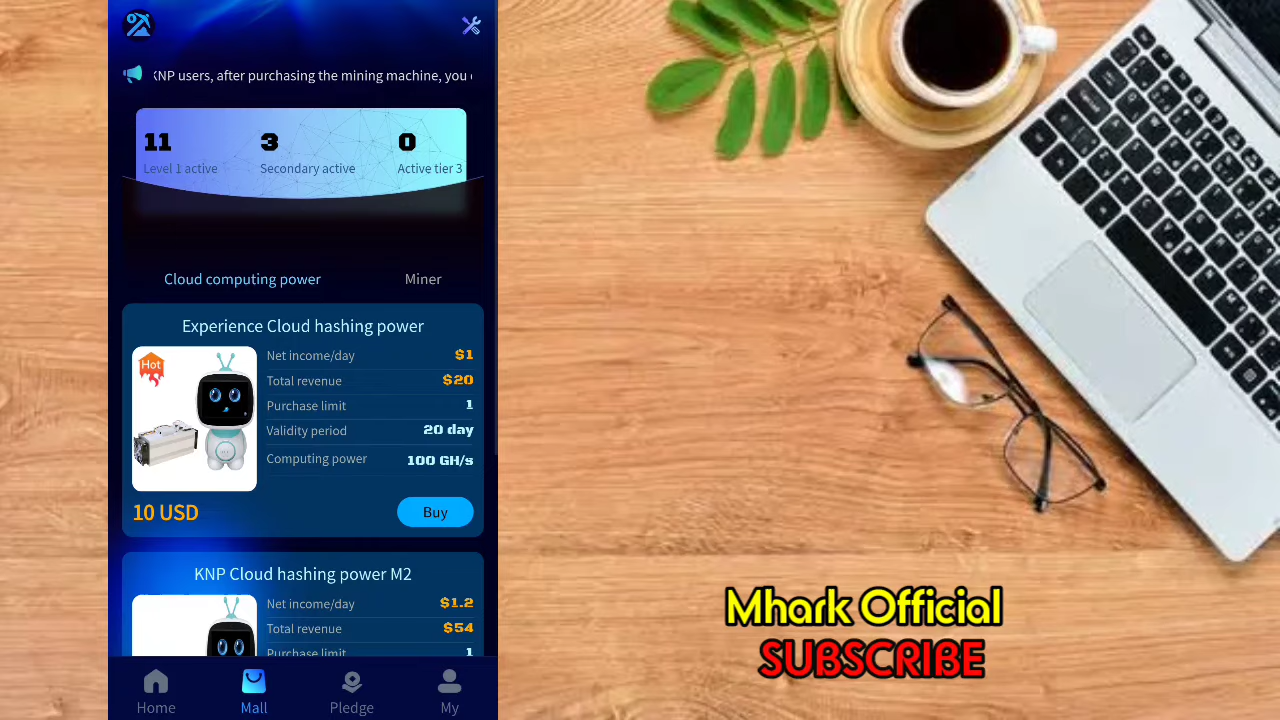 KNP users, after purchasing the mining machine, you
11 3 0
Level 1 active Secondary active Active tier 3
Cloud computing power Miner
Experience Cloud hashing power
Hot
Net income/day $1
Total revenue $20
Purchase limit 1
Validity period 20 day
Computing power 100 GH/s
10 USD Buy
KNP Cloud hashing power M2
Net income/day $1.2
Total revenue $54
Purchase limit 1
Home Mall Pledge My
Mhark Official
SUBSCRIBE